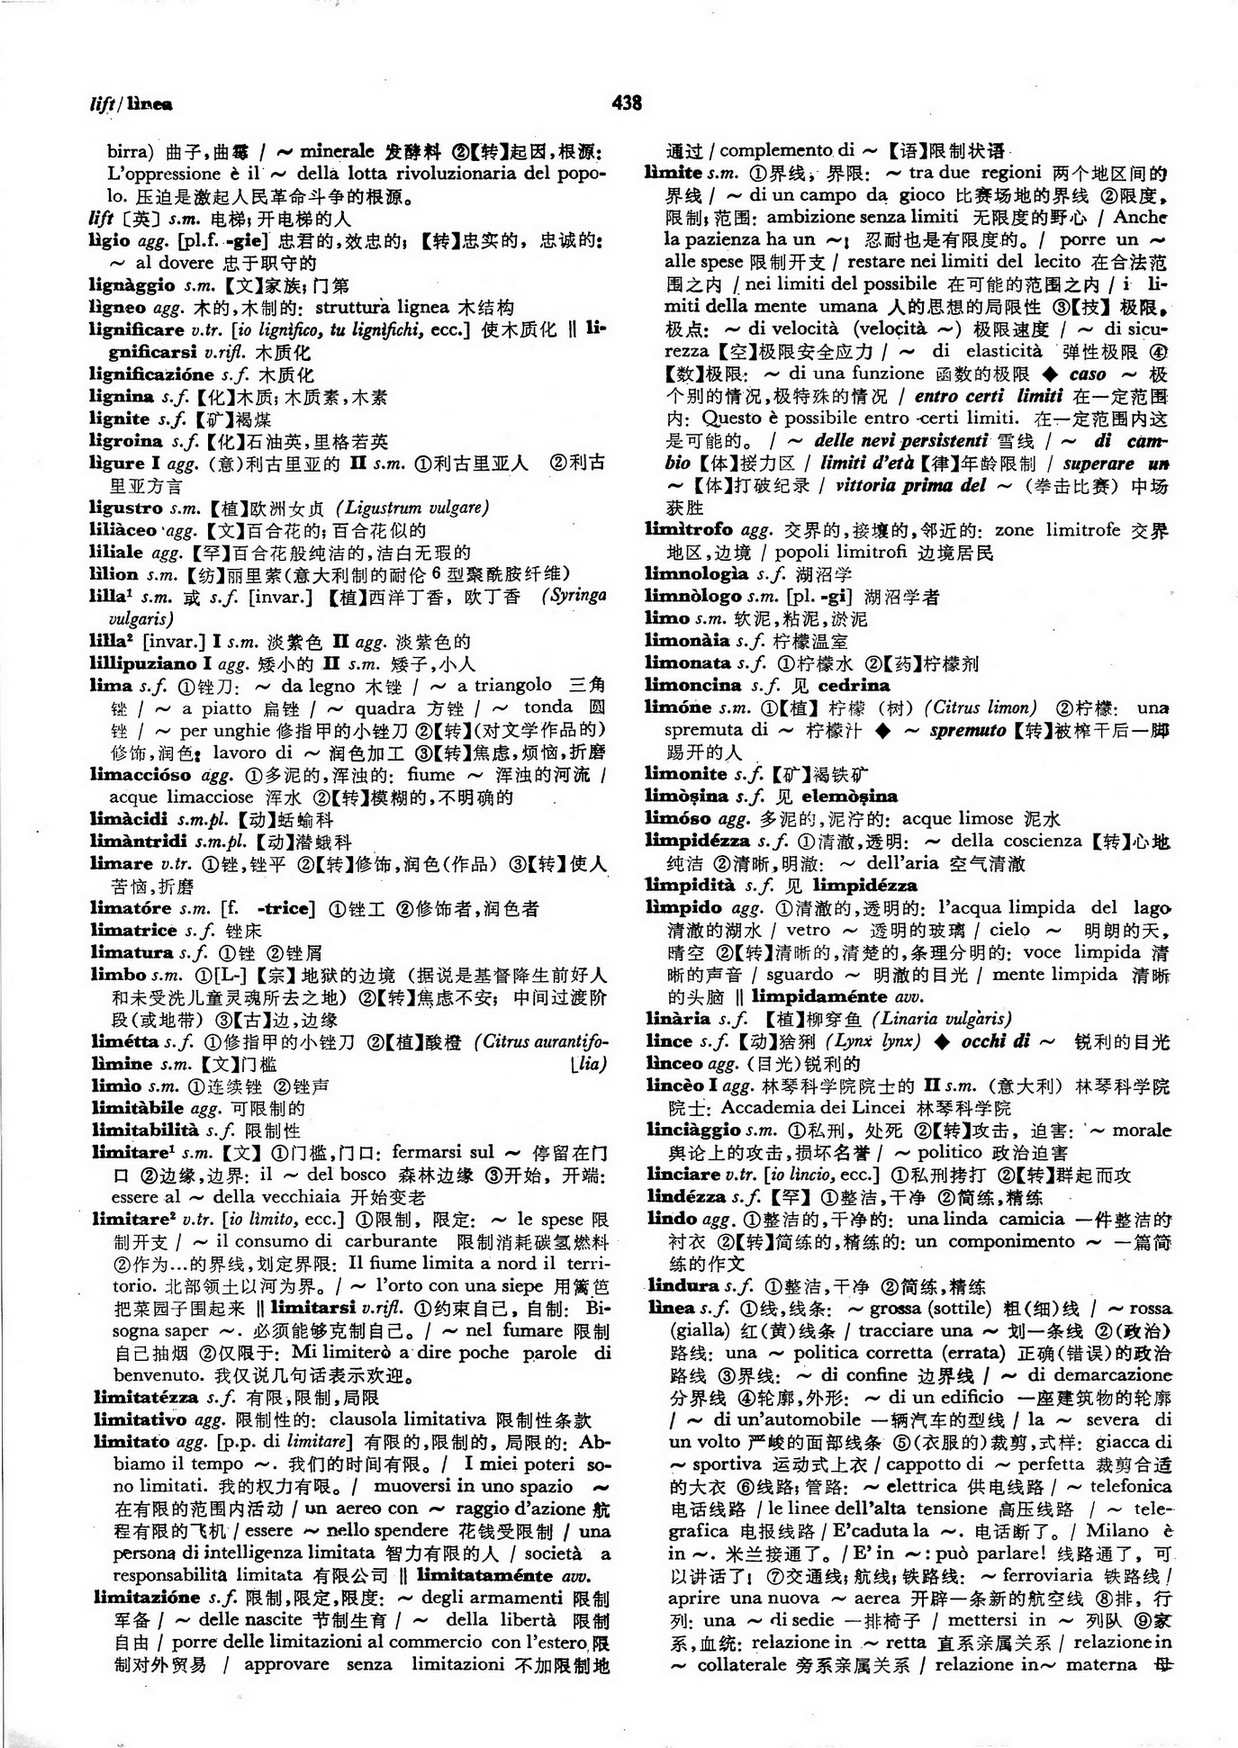 lift/lìnea
438
birra) 曲子,曲霉 / ～ minerale 发酵料 ②【转】起因,根源:
L'oppressione è il ～ della lotta rivoluzionaria del popo-
lo. 压迫是激起人民革命斗争的根源。
lift〔英〕s.m. 电梯;开电梯的人
lìgio agg. [pl.f. -gie] 忠君的,效忠的; 【转】忠实的, 忠诚的:
～ al dovere 忠于职守的
lignàggio s.m.【文】家族;门第
lìgneo agg. 木的,木制的: struttura lignea 木结构
lignificare v.tr. [io lignìfico, tu lignìfichi, ecc.] 使木质化 ‖ li-
gnificarsi v.rifl. 木质化
lignificazióne s.f. 木质化
lignina s.f.【化】木质;木质素,木素
lignite s.f.【矿】褐煤
ligroina s.f.【化】石油英,里格若英
lìgure I agg. (意)利古里亚的 II s.m. ①利古里亚人 ②利古
里亚方言
ligustro s.m.【植】欧洲女贞 (Ligustrum vulgare)
liliàceo agg.【文】百合花的;百合花似的
liliale agg.【罕】百合花般纯洁的,洁白无瑕的
lìlion s.m.【纺】丽里萦(意大利制的耐伦 6 型聚酰胺纤维)
lilla¹ s.m. 或 s.f. [invar.] 【植】西洋丁香, 欧丁香 (Syringa
vulgaris)
lilla² [invar.] I s.m. 淡紫色 II agg. 淡紫色的
lillipuziano I agg. 矮小的 II s.m. 矮子,小人
lima s.f. ①锉刀: ～ da legno 木锉 / ～ a triangolo 三角
锉 / ～ a piatto 扁锉 / ～ quadra 方锉 / ～ tonda 圆
锉 / ～ per unghie 修指甲的小锉刀 ②【转】(对文学作品的)
修饰,润色: lavoro di ～ 润色加工 ③【转】焦虑,烦恼,折磨
limaccióso agg. ①多泥的,浑浊的: fiume ～ 浑浊的河流 /
acque limacciose 浑水 ②【转】模糊的,不明确的
limàcidi s.m.pl.【动】蛞蝓科
limàntridi s.m.pl.【动】潜蛾科
limare v.tr. ①锉,锉平 ②【转】修饰,润色(作品) ③【转】使人
苦恼,折磨
limatóre s.m. [f. -trice] ①锉工 ②修饰者,润色者
limatrice s.f. 锉床
limatura s.f. ①锉 ②锉屑
limbo s.m. ①[L-]【宗】地狱的边境 (据说是基督降生前好人
和未受洗儿童灵魂所去之地) ②【转】焦虑不安; 中间过渡阶
段(或地带) ③【古】边,边缘
limétta s.f. ①修指甲的小锉刀 ②【植】酸橙 (Citrus aurantifo-
lìmine s.m.【文】门槛 ⌊lia)
limìo s.m. ①连续锉 ②锉声
limitàbile agg. 可限制的
limitabilità s.f. 限制性
limitare¹ s.m.【文】①门槛,门口: fermarsi sul ～ 停留在门
口 ②边缘,边界: il ～ del bosco 森林边缘 ③开始, 开端:
essere al ～ della vecchiaia 开始变老
limitare² v.tr. [io lìmito, ecc.] ①限制, 限定: ～ le spese 限
制开支 / ～ il consumo di carburante 限制消耗碳氢燃料
②作为…的界线,划定界限: Il fiume limita a nord il terri-
torio. 北部领土以河为界。/ ～ l'orto con una siepe 用篱笆
把菜园子围起来 ‖ limitarsi v.rifl. ①约束自己, 自制: Bi-
sogna saper ～. 必须能够克制自己。/ ～ nel fumare 限制
自己抽烟 ②仅限于: Mi limiterò a dire poche parole di
benvenuto. 我仅说几句话表示欢迎。
limitatézza s.f. 有限,限制,局限
limitativo agg. 限制性的: clausola limitativa 限制性条款
limitato agg. [p.p. di limitare] 有限的,限制的, 局限的: Ab-
biamo il tempo ～. 我们的时间有限。/ I miei poteri so-
no limitati. 我的权力有限。/ muoversi in uno spazio ～
在有限的范围内活动 / un aereo con ～ raggio d'azione 航
程有限的飞机 / essere ～ nello spendere 花钱受限制 / una
persona di intelligenza limitata 智力有限的人 / società a
responsabilità limitata 有限公司 ‖ limitataménte avv.
limitazióne s.f. 限制,限定,限度: ～ degli armamenti 限制
军备 / ～ delle nascite 节制生育 / ～ della libertà 限制
自由 / porre delle limitazioni al commercio con l'estero 限
制对外贸易 / approvare senza limitazioni 不加限制地
通过 / complemento di ～ 【语】限制状语
lìmite s.m. ①界线; 界限: ～ tra due regioni 两个地区间的
界线 / ～ di un campo da gioco 比赛场地的界线 ②限度,
限制;范围: ambizione senza limiti 无限度的野心 / Anche
la pazienza ha un ～! 忍耐也是有限度的。/ porre un ～
alle spese 限制开支 / restare nei limiti del lecito 在合法范
围之内 / nei limiti del possibile 在可能的范围之内 / i li-
miti della mente umana 人的思想的局限性 ③【技】极限,
极点: ～ di velocità (velocità ～) 极限速度 / ～ di sicu-
rezza【空】极限安全应力 / ～ di elasticità 弹性极限 ④
【数】极限: ～ di una funzione 函数的极限 ◆ caso ～ 极
个别的情况,极特殊的情况 / entro certi limiti 在一定范围
内: Questo è possibile entro certi limiti. 在一定范围内这
是可能的。/ ～ delle nevi persistenti 雪线 / ～ di cam-
bio【体】接力区 / limiti d'età【律】年龄限制 / superare un
～【体】打破纪录 / vittoria prima del ～ (拳击比赛) 中场
获胜
limìtrofo agg. 交界的,接壤的,邻近的: zone limitrofe 交界
地区,边境 / popoli limitrofi 边境居民
limnologìa s.f. 湖沼学
limnòlogo s.m. [pl. -gi] 湖沼学者
limo s.m. 软泥,粘泥,淤泥
limonàia s.f. 柠檬温室
limonata s.f. ①柠檬水 ②【药】柠檬剂
limoncina s.f. 见 cedrina
limóne s.m. ①【植】柠檬 (树) (Citrus limon) ②柠檬: una
spremuta di ～ 柠檬汁 ◆ ～ spremuto【转】被榨干后一脚
踢开的人
limonite s.f.【矿】褐铁矿
limòṣina s.f. 见 elemòṣina
limóso agg. 多泥的,泥泞的: acque limose 泥水
limpidézza s.f. ①清澈,透明: ～ della coscienza【转】心地
纯洁 ②清晰,明澈: ～ dell'aria 空气清澈
limpidità s.f. 见 limpidézza
lìmpido agg. ①清澈的,透明的: l'acqua limpida del lago
清澈的湖水 / vetro ～ 透明的玻璃 / cielo ～ 明朗的天,
晴空 ②【转】清晰的,清楚的,条理分明的: voce limpida 清
晰的声音 / sguardo ～ 明澈的目光 / mente limpida 清晰
的头脑 ‖ limpidaménte avv.
linària s.f. 【植】柳穿鱼 (Linaria vulgaris)
lince s.f.【动】猞猁 (Lynx lynx) ◆ occhi di ～ 锐利的目光
lìnceo agg. (目光)锐利的
lincèo I agg. 林琴科学院院士的 II s.m. (意大利) 林琴科学院
院士: Accademia dei Lincei 林琴科学院
linciàggio s.m. ①私刑, 处死 ②【转】攻击, 迫害: ～ morale
舆论上的攻击,损坏名誉 / ～ politico 政治迫害
linciare v.tr. [io lìncio, ecc.] ①私刑拷打 ②【转】群起而攻
lindézza s.f.【罕】①整洁,干净 ②简练,精练
lindo agg. ①整洁的,干净的: una linda camicia 一件整洁的
衬衣 ②【转】简练的,精练的: un componimento ～ 一篇简
练的作文
lindura s.f. ①整洁,干净 ②简练,精练
lìnea s.f. ①线,线条: ～ grossa (sottile) 粗(细)线 / ～ rossa
(gialla) 红(黄)线条 / tracciare una ～ 划一条线 ②(政治)
路线: una ～ politica corretta (errata) 正确(错误)的政治
路线 ③界线: ～ di confine 边界线 / ～ di demarcazione
分界线 ④轮廓,外形: ～ di un edificio 一座建筑物的轮廓
/ ～ di un'automobile 一辆汽车的型线 / la ～ severa di
un volto 严峻的面部线条 ⑤(衣服的)裁剪,式样: giacca di
～ sportiva 运动式上衣 / cappotto di ～ perfetta 裁剪合适
的大衣 ⑥线路;管路: ～ elettrica 供电线路 / ～ telefonica
电话线路 / le linee dell'alta tensione 高压线路 / ～ tele-
grafica 电报线路 / E' caduta la ～. 电话断了。/ Milano è
in ～. 米兰接通了。/ E' in ～: può parlare! 线路通了, 可
以讲话了! ⑦交通线;航线;铁路线: ～ ferroviaria 铁路线 /
aprire una nuova ～ aerea 开辟一条新的航空线 ⑧排, 行
列: una ～ di sedie 一排椅子 / mettersi in ～ 列队 ⑨家
系,血统: relazione in ～ retta 直系亲属关系 / relazione in
～ collaterale 旁系亲属关系 / relazione in ～ materna 母